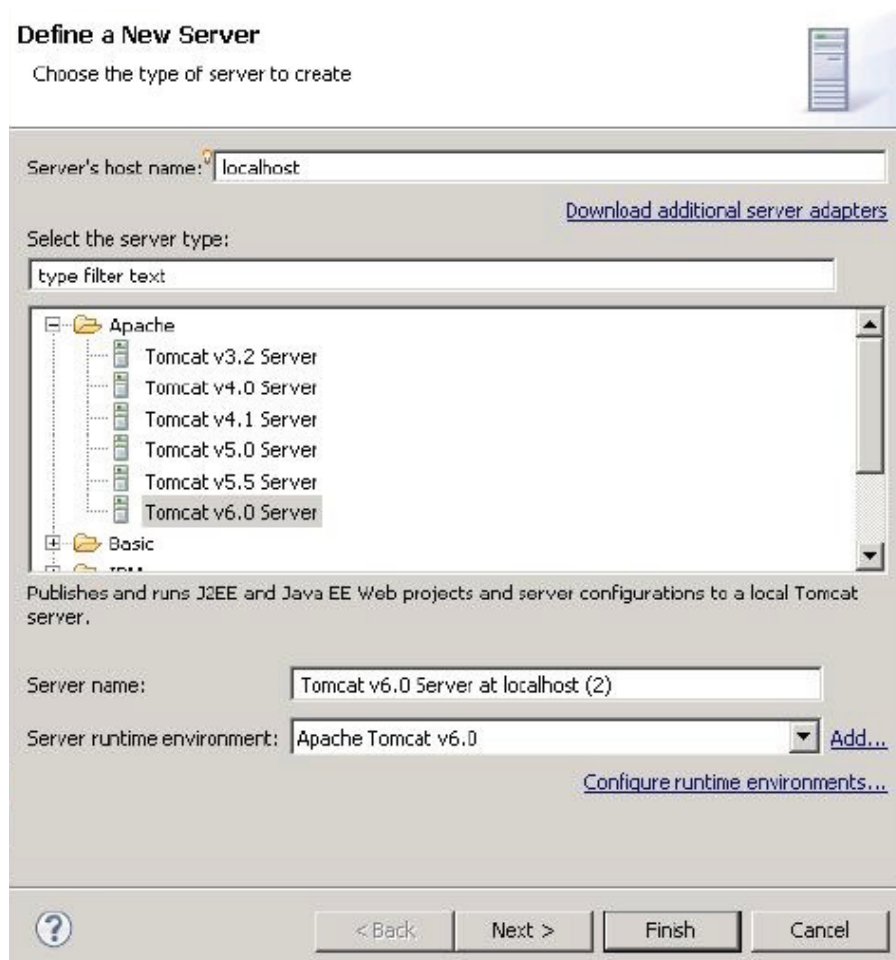 Define a New Server
Choose the type of server to create
Server's host name: localhost
Download additional server adapters
Select the server type:
type filter text
Apache
Tomcat v3.2 Server
Tomcat v4.0 Server
Tomcat v4.1 Server
Tomcat v5.0 Server
Tomcat v5.5 Server
Tomcat v6.0 Server
Basic
Publishes and runs J2EE and Java EE Web projects and server configurations to a local Tomcat
server.
Server name: Tomcat v6.0 Server at localhost (2)
Server runtime environment: Apache Tomcat v6.0 Add...
Configure runtime environments...
? < Back Next > Finish Cancel